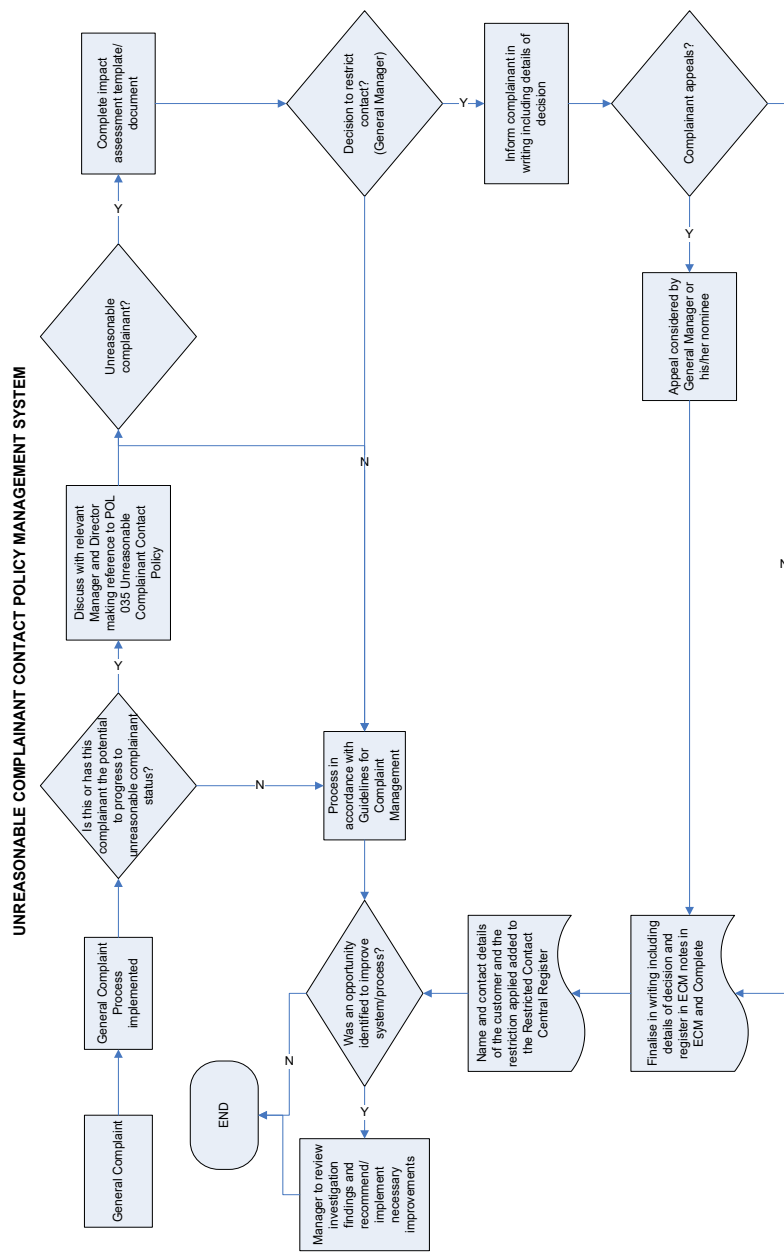 UNREASONABLE COMPLAINANT CONTACT POLICY MANAGEMENT SYSTEM
General Complaint
General Complaint
Process
implemented
Is this or has this
complainant the potential
to progress to
unreasonable complainant
status?
Y
Discuss with relevant
Manager and Director
making reference to POL
035 Unreasonable
Complainant Contact
Policy
Unreasonable
complainant?
Y
Complete impact
assessment template/
document
N
Process in
accordance with
Guidelines for
Complaint
Management
N
Decision to restrict
contact?
(General Manager)
Y
Inform complainant in
writing including details of
decision
Complainant appeals?
Y
Appeal considered by
General Manager or
his/her nominee
N
Finalise in writing including
details of decision and
register in ECM notes in
ECM and Complete
Name and contact details
of the customer and the
restriction applied added to
the Restricted Contact
Central Register
Was an opportunity
identified to improve
system/process?
N
END
Y
Manager to review
investigation
findings and
recommend/
implement
necessary
improvements